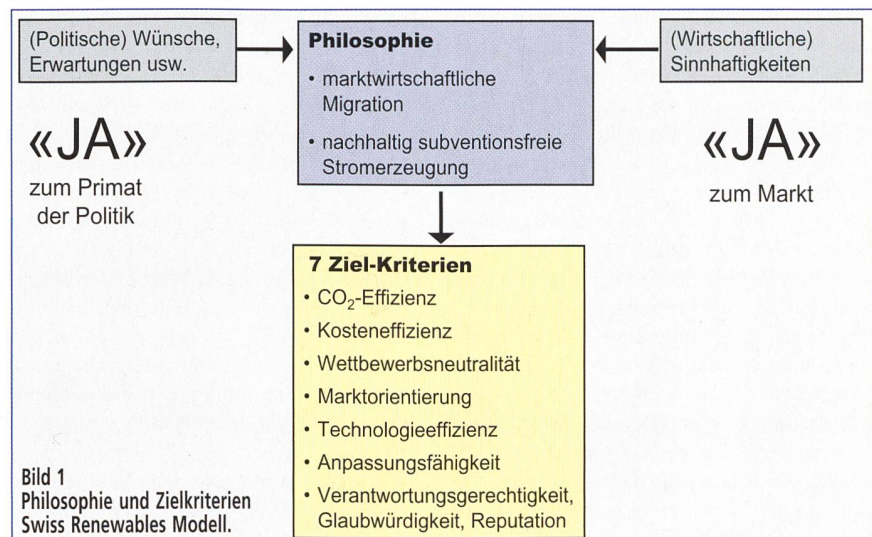 (Politische) Wünsche,
Erwartungen usw.
«JA»
zum Primat
der Politik
Philosophie
• marktwirtschaftliche
Migration
• nachhaltig subventionsfreie
Stromerzeugung
(Wirtschaftliche)
Sinnhaftigkeiten
«JA»
zum Markt
7 Ziel-Kriterien
• CO₂-Effizienz
• Kosteneffizienz
• Wettbewerbsneutralität
• Marktorientierung
• Technologieeffizienz
• Anpassungsfähigkeit
• Verantwortungsgerechtigkeit,
Glaubwürdigkeit, Reputation
Bild 1
Philosophie und Zielkriterien
Swiss Renewables Modell.